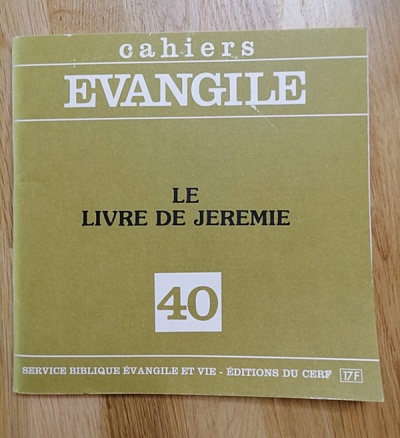 cahiers
EVANGILE
LE
LIVRE DE JEREMIE
40
SERVICE BIBLIQUE ÉVANGILE ET VIE - ÉDITIONS DU CERF 17F